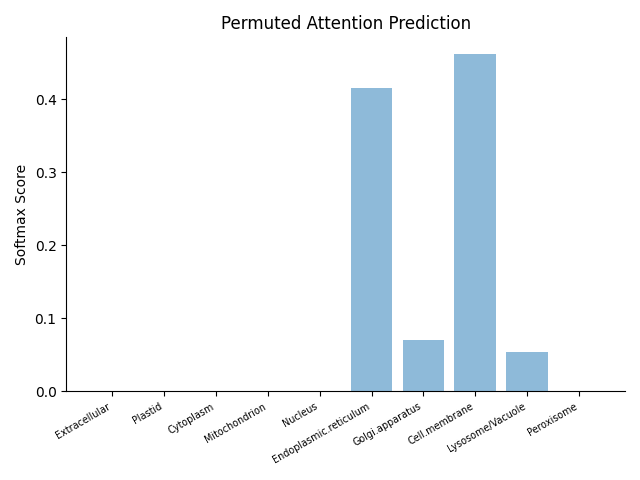 Permuted Attention Prediction
Softmax Score
0.4
0.3
0.2
0.1
0.0
Extracellular
Plastid
Cytoplasm
Mitochondrion
Nucleus
Endoplasmic.reticulum
Golgi.apparatus
Cell.membrane
Lysosome/Vacuole
Peroxisome